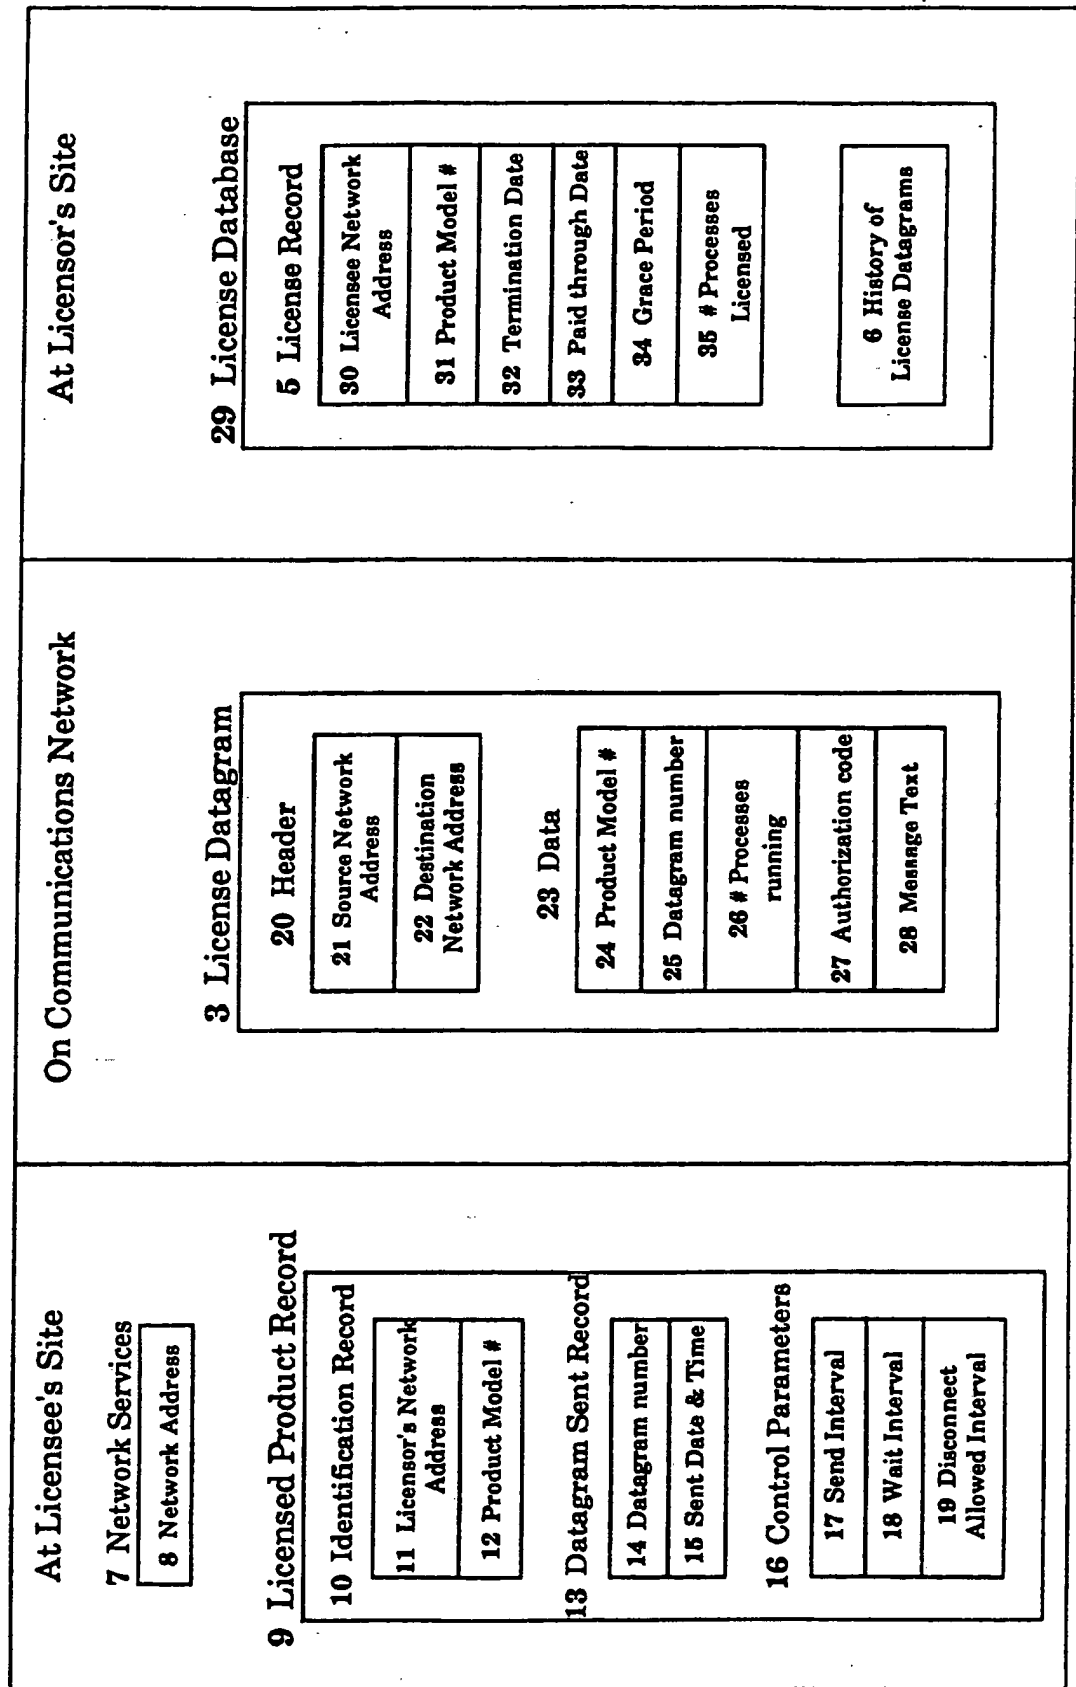 At Licensee's Site
7 Network Services
8 Network Address
9 Licensed Product Record
10 Identification Record
11 Licensor's Network
Address
12 Product Model #
13 Datagram Sent Record
14 Datagram number
15 Sent Date & Time
16 Control Parameters
17 Send Interval
18 Wait Interval
19 Disconnect
Allowed Interval
On Communications Network
3 License Datagram
20 Header
21 Source Network
Address
22 Destination
Network Address
23 Data
24 Product Model #
25 Datagram number
26 # Processes
running
27 Authorization code
28 Message Text
At Licensor's Site
29 License Database
5 License Record
30 Licensee Network
Address
31 Product Model #
32 Termination Date
33 Paid through Date
34 Grace Period
35 # Processes
Licensed
6 History of
License Datagrams